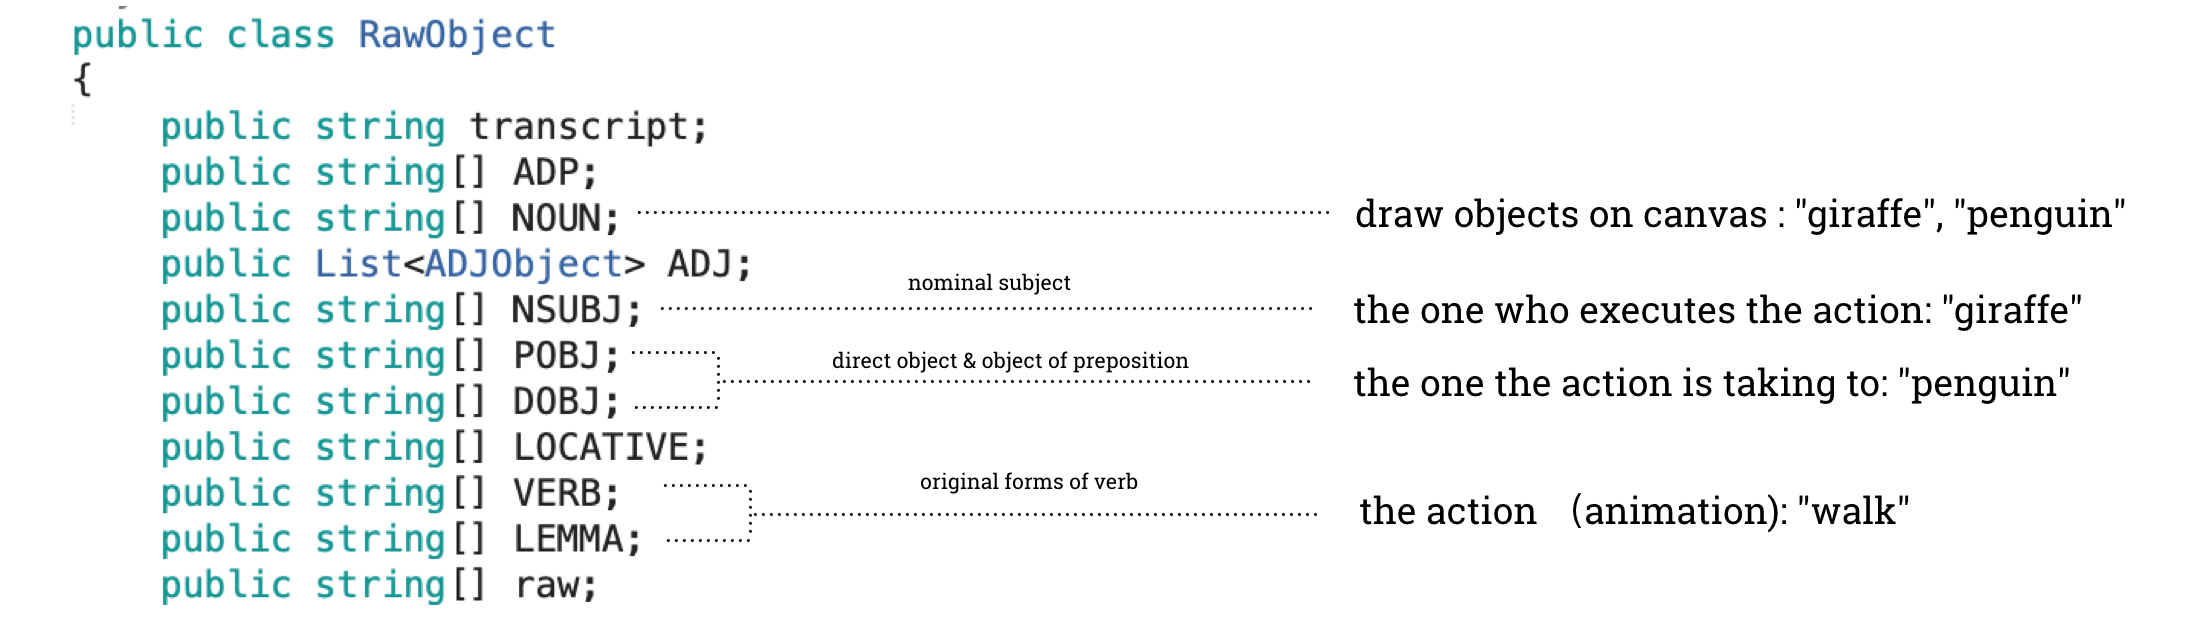 public class RawObject
{
public string transcript;
public string[] ADP;
public string[] NOUN; draw objects on canvas : "giraffe", "penguin"
public List<ADJObject> ADJ;
nominal subject
public string[] NSUBJ; the one who executes the action: "giraffe"
public string[] POBJ; direct object & object of preposition
the one the action is taking to: "penguin"
public string[] DOBJ;
public string[] LOCATIVE;
original forms of verb
public string[] VERB;
the action (animation): "walk"
public string[] LEMMA;
public string[] raw;